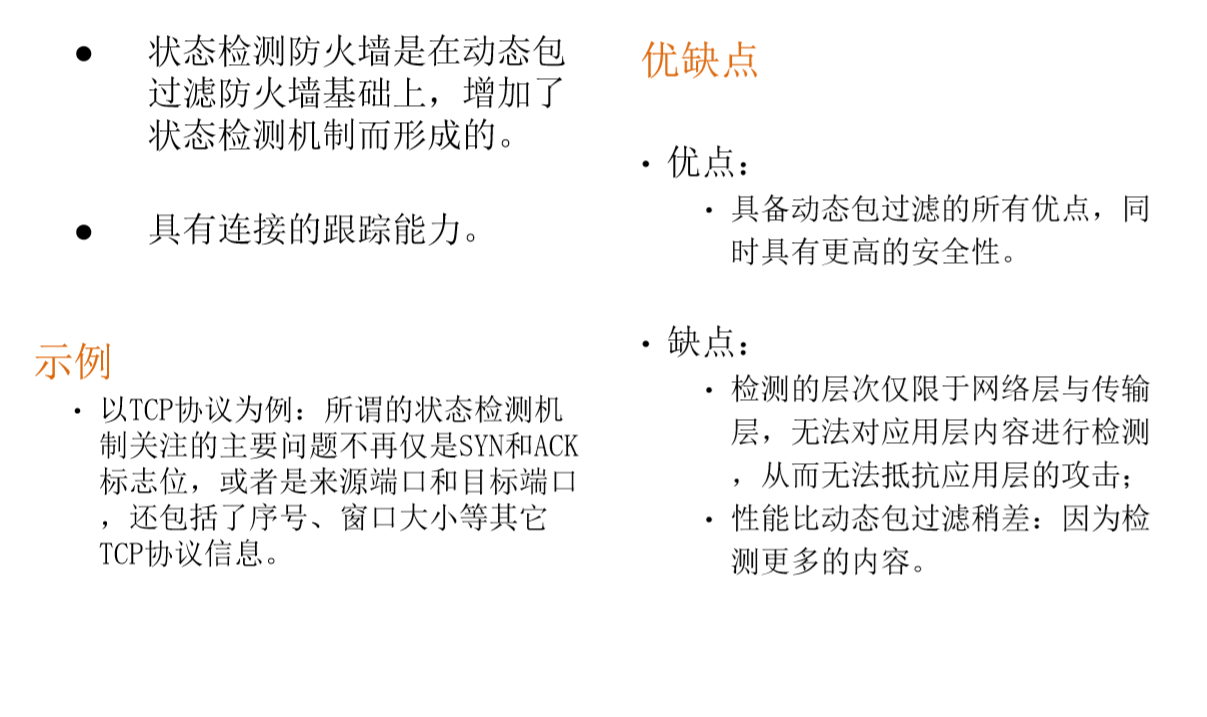 ● 状态检测防火墙是在动态包
过滤防火墙基础上，增加了
状态检测机制而形成的。
● 具有连接的跟踪能力。
示例
• 以TCP协议为例：所谓的状态检测机
制关注的主要问题不再仅是SYN和ACK
标志位，或者是来源端口和目标端口
，还包括了序号、窗口大小等其它
TCP协议信息。
优缺点
• 优点：
• 具备动态包过滤的所有优点，同
时具有更高的安全性。
• 缺点：
• 检测的层次仅限于网络层与传输
层，无法对应用层内容进行检测
，从而无法抵抗应用层的攻击；
• 性能比动态包过滤稍差：因为检
测更多的内容。